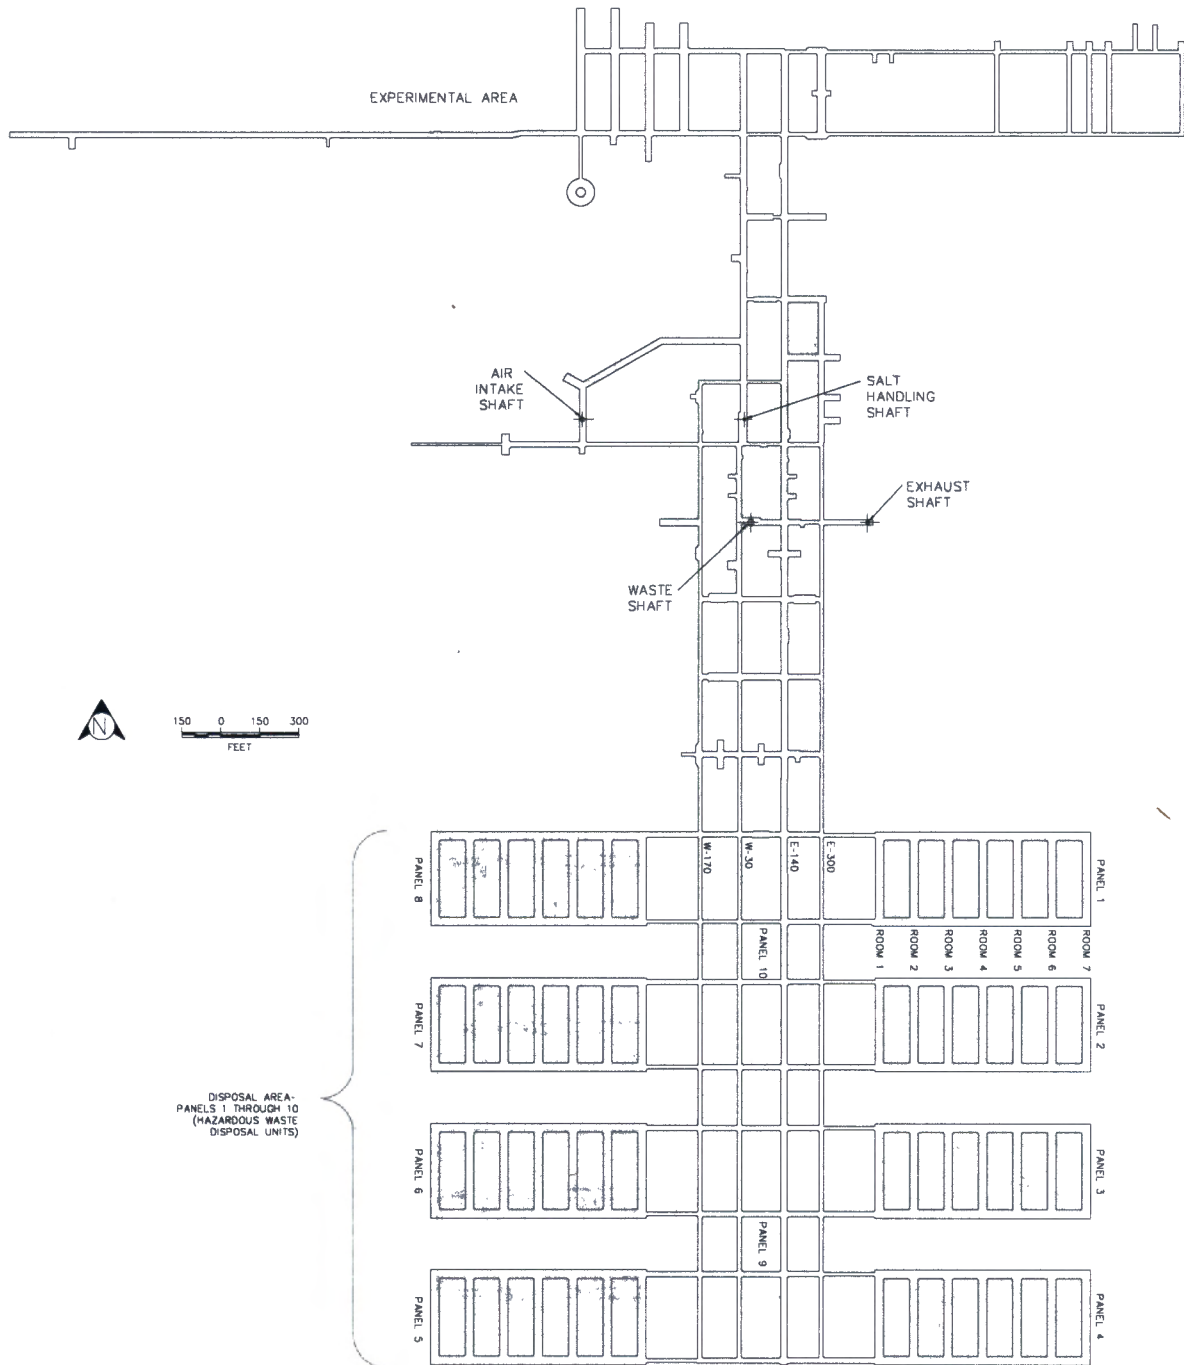 EXPERIMENTAL AREA
AIR
INTAKE
SHAFT
SALT
HANDLING
SHAFT
EXHAUST
SHAFT
WASTE
SHAFT
N
150 0 150 300
FEET
PANEL 8
W-170
W-30
E-140
E-300
PANEL 1
PANEL 10
ROOM 1
ROOM 2
ROOM 3
ROOM 4
ROOM 5
ROOM 6
ROOM 7
PANEL 7
PANEL 2
DISPOSAL AREA-
PANELS 1 THROUGH 10
(HAZARDOUS WASTE
DISPOSAL UNITS)
PANEL 6
PANEL 3
PANEL 9
PANEL 5
PANEL 4